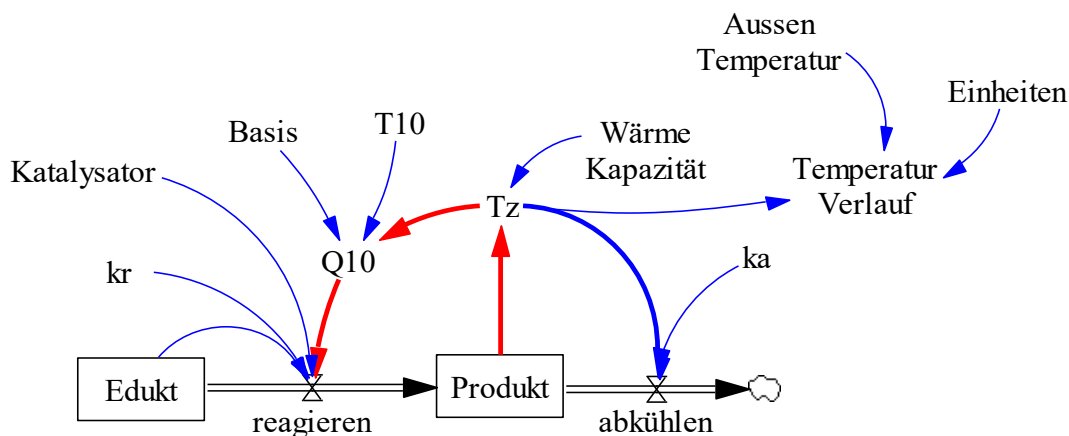 Aussen
Temperatur
Einheiten
Basis
T10
Wärme
Kapazität
Katalysator
Temperatur
Verlauf
Tz
Q10
kr
ka
Edukt
Produkt
reagieren
abkühlen